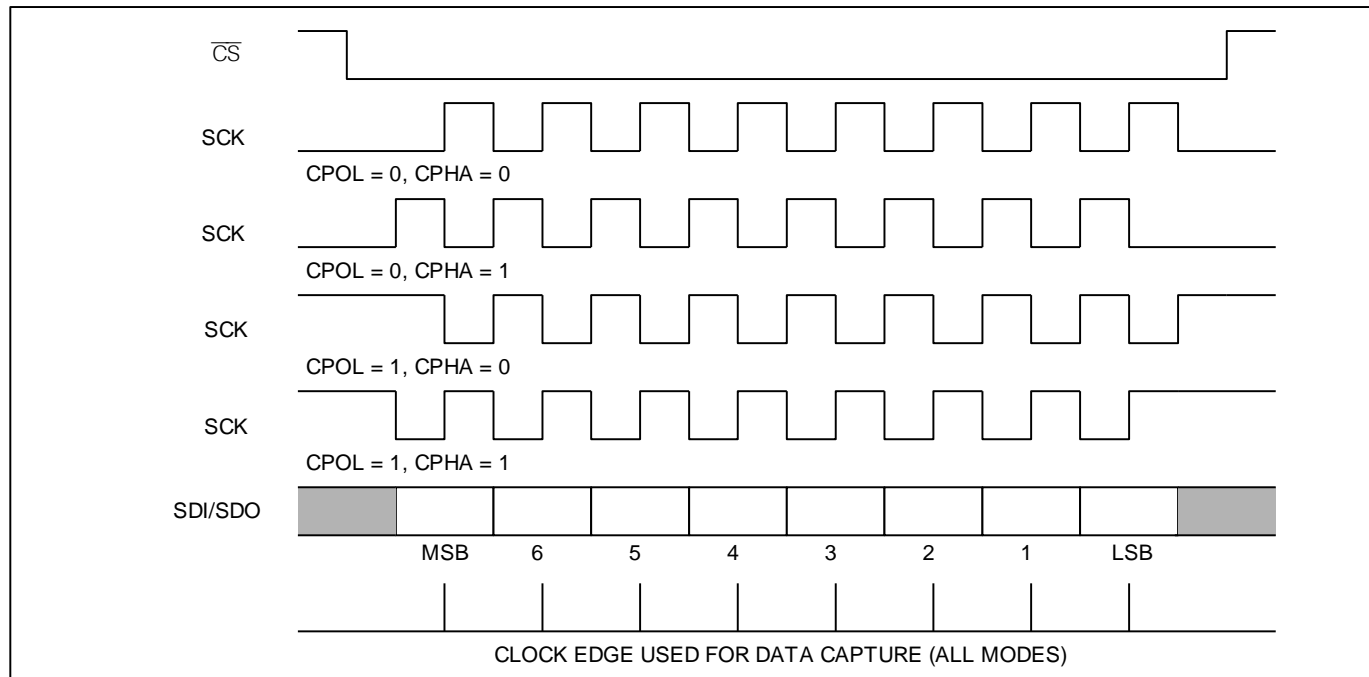 CS
SCK
CPOL = 0, CPHA = 0
SCK
CPOL = 0, CPHA = 1
SCK
CPOL = 1, CPHA = 0
SCK
CPOL = 1, CPHA = 1
SDI/SDO
MSB 6 5 4 3 2 1 LSB
CLOCK EDGE USED FOR DATA CAPTURE (ALL MODES)